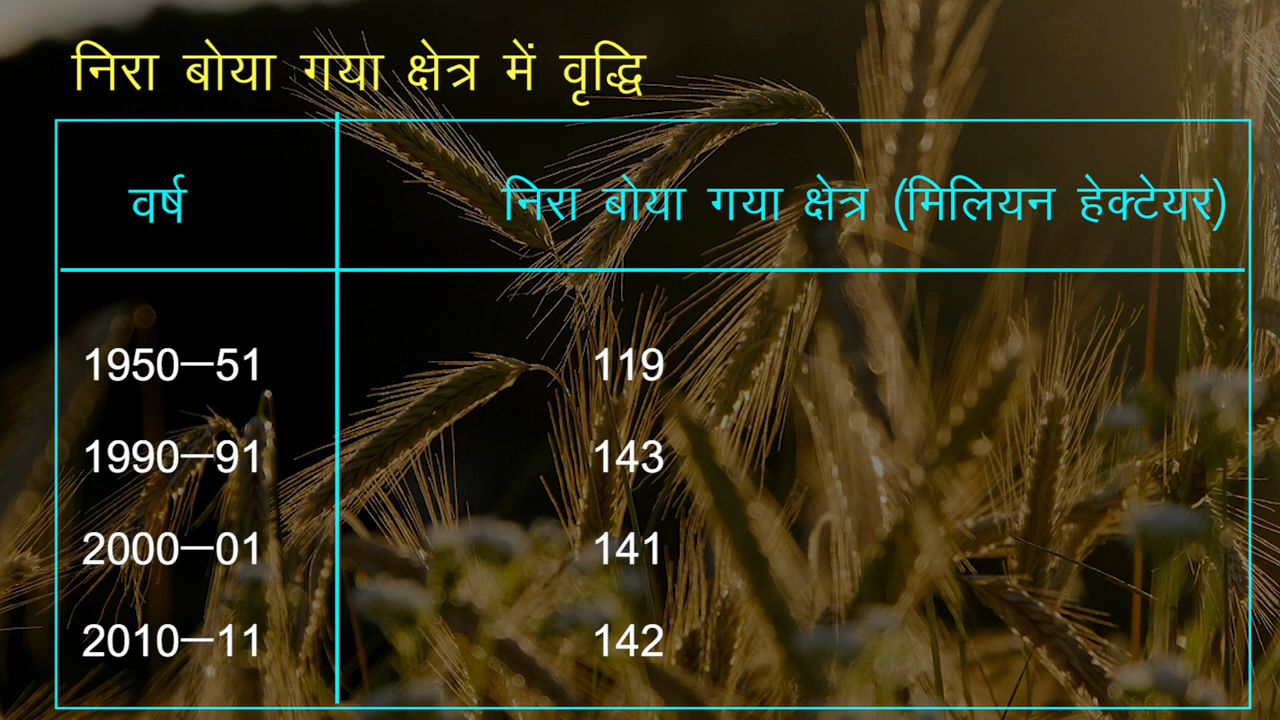 निरा बोया गया क्षेत्र में वृद्धि
वर्ष निरा बोया गया क्षेत्र (मिलियन हेक्टेयर)
1950–51 119
1990–91 143
2000–01 141
2010–11 142